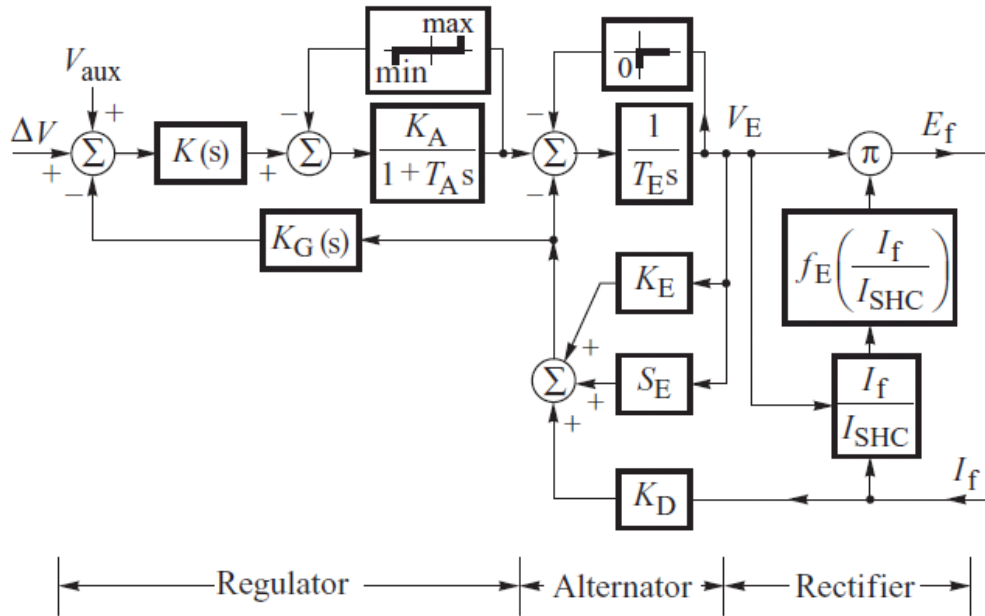 max
min
0
V_aux
ΔV
+
+
−
Σ
K(s)
+
−
Σ
K_A
1 + T_A s
−
−
Σ
1
T_E s
V_E
π
E_f
K_G (s)
f_E( I_f / I_SHC )
K_E
+
Σ
+
S_E
+
I_f
I_SHC
K_D
I_f
Regulator
Alternator
Rectifier